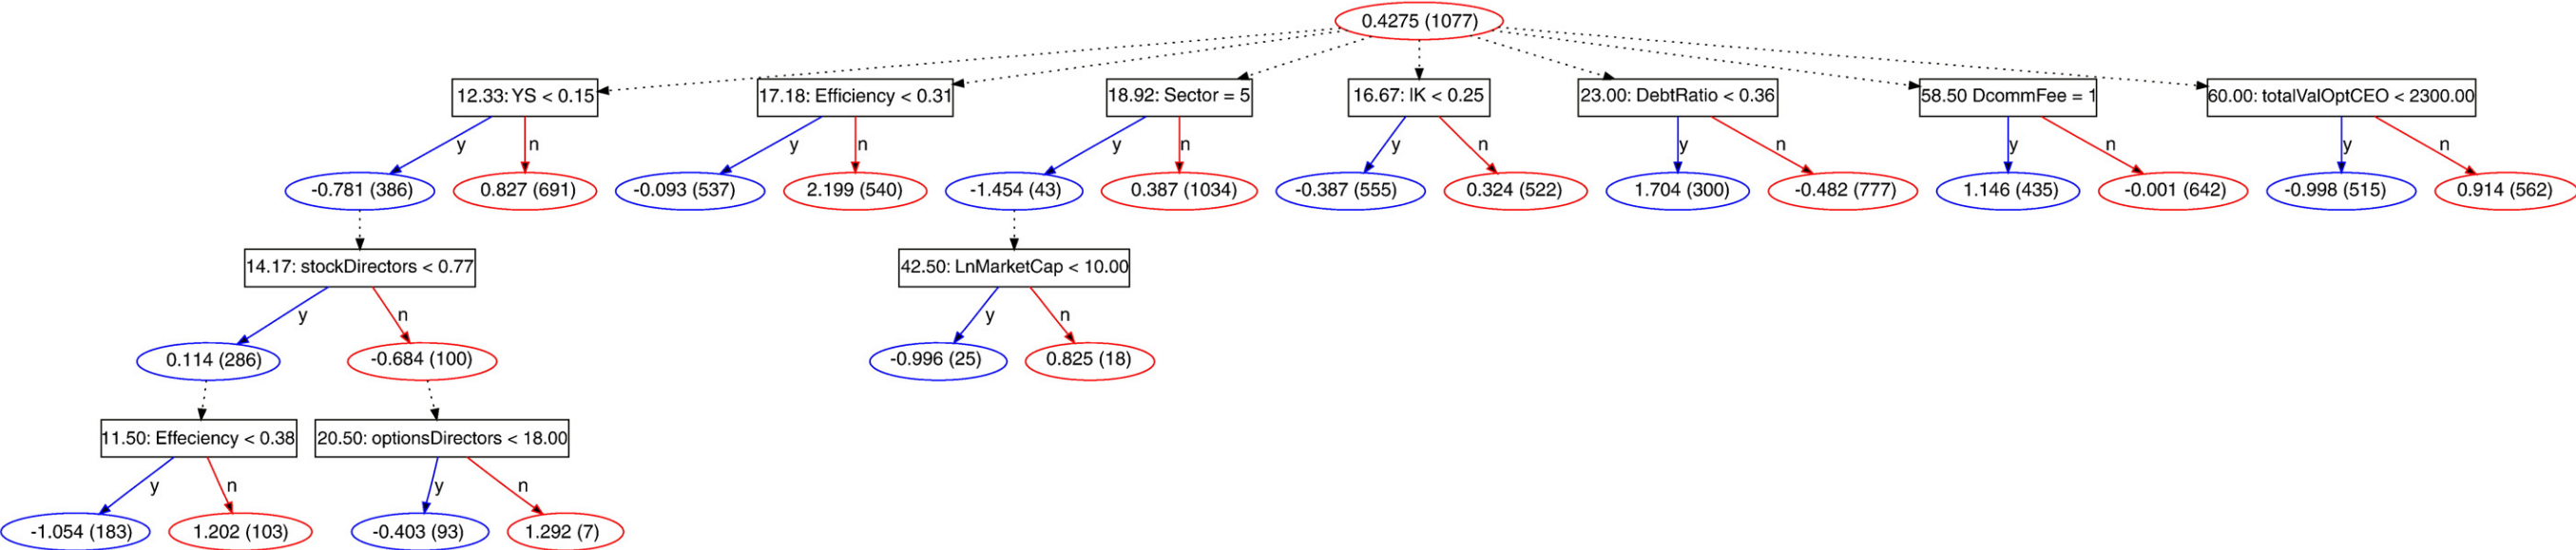 0.4275 (1077)
12.33: YS < 0.15
17.18: Efficiency < 0.31
18.92: Sector = 5
16.67: IK < 0.25
23.00: DebtRatio < 0.36
58.50 DcommFee = 1
60.00: totalValOptCEO < 2300.00
y
n
y
n
y
n
y
n
y
n
y
n
y
n
-0.781 (386)
0.827 (691)
-0.093 (537)
2.199 (540)
-1.454 (43)
0.387 (1034)
-0.387 (555)
0.324 (522)
1.704 (300)
-0.482 (777)
1.146 (435)
-0.001 (642)
-0.998 (515)
0.914 (562)
14.17: stockDirectors < 0.77
42.50: LnMarketCap < 10.00
y
n
y
n
0.114 (286)
-0.684 (100)
-0.996 (25)
0.825 (18)
11.50: Effeciency < 0.38
20.50: optionsDirectors < 18.00
y
n
y
n
-1.054 (183)
1.202 (103)
-0.403 (93)
1.292 (7)